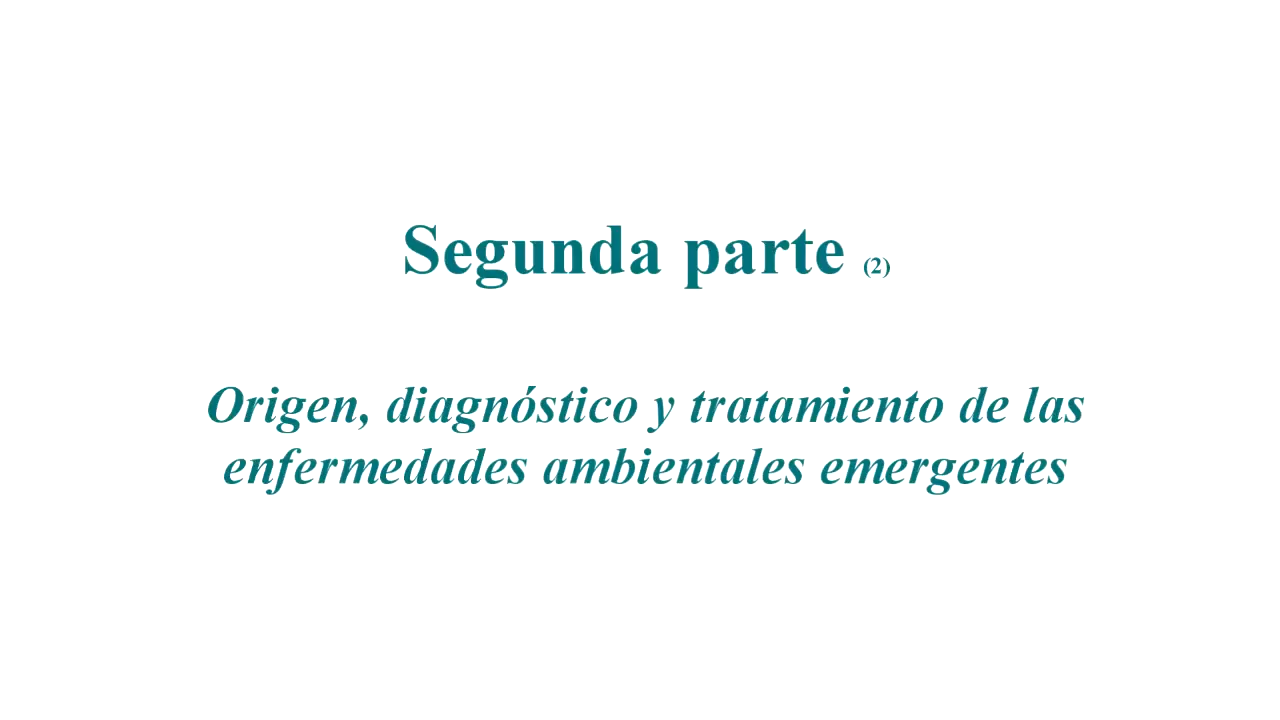 Segunda parte (2)
Origen, diagnóstico y tratamiento de las
enfermedades ambientales emergentes